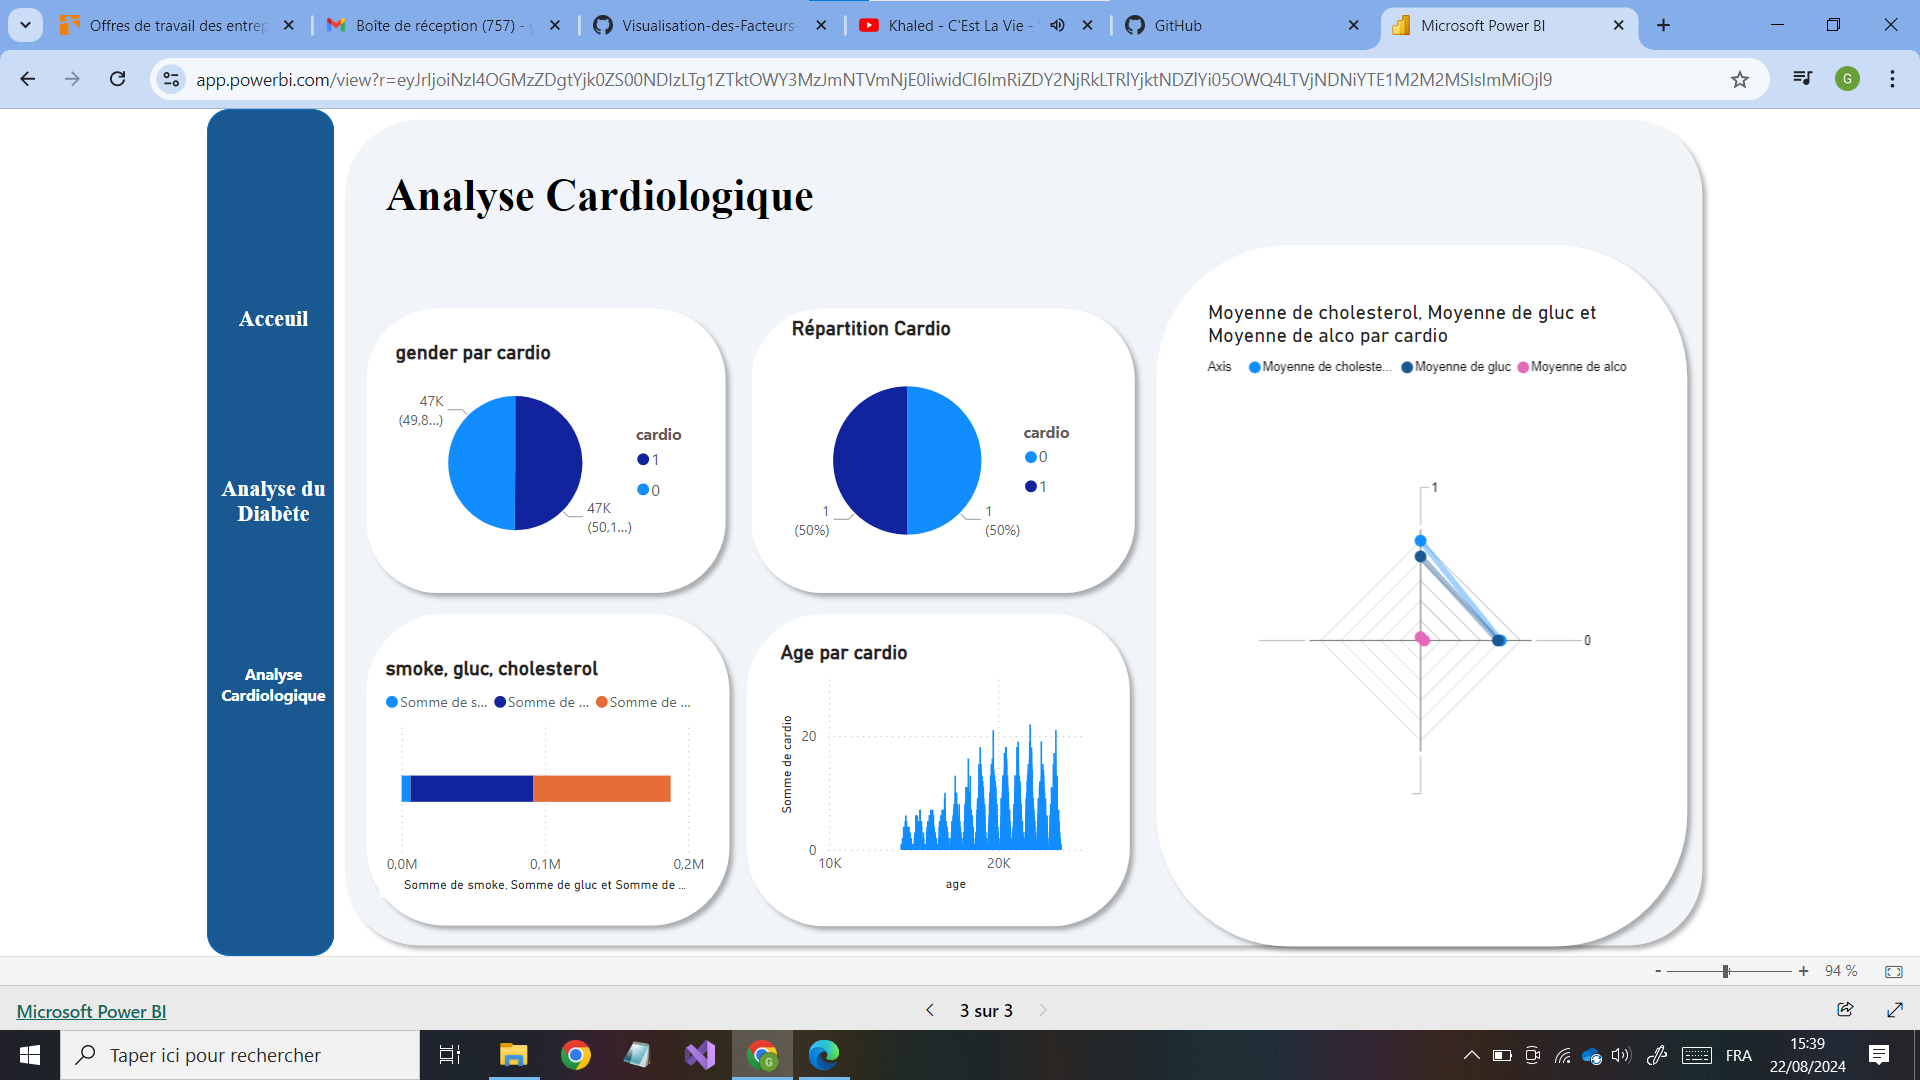 Offres de travail des entrep
Boîte de réception (757) - g
Visualisation-des-Facteurs-
Khaled - C'Est La Vie -
GitHub
Microsoft Power BI
G
Analyse Cardiologique
Acceuil
Analyse du
Diabète
Analyse
Cardiologique
gender par cardio
47K
(49,8...)
47K
(50,1...)
cardio
1
0
Répartition Cardio
1
(50%)
1
(50%)
cardio
0
1
Moyenne de cholesterol, Moyenne de gluc et
Moyenne de alco par cardio
Axis Moyenne de choleste... Moyenne de gluc Moyenne de alco
1
0
smoke, gluc, cholesterol
Somme de s... Somme de ... Somme de ...
0,0M 0,1M 0,2M
Somme de smoke, Somme de gluc et Somme de ...
Age par cardio
Somme de cardio
20
0
10K 20K
age
- + 94 %
Microsoft Power BI
3 sur 3
Taper ici pour rechercher
G
FRA
15:39
22/08/2024